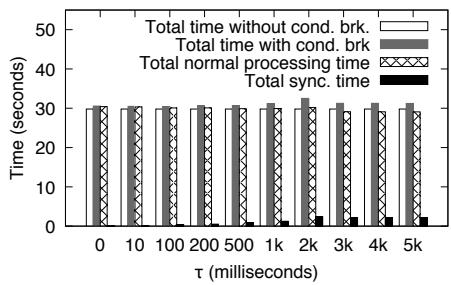 Total time without cond. brk.
Total time with cond. brk
Total normal processing time
Total sync. time
50
40
30
20
10
0
Time (seconds)
0 10 100 200 500 1k 2k 3k 4k 5k
τ (milliseconds)